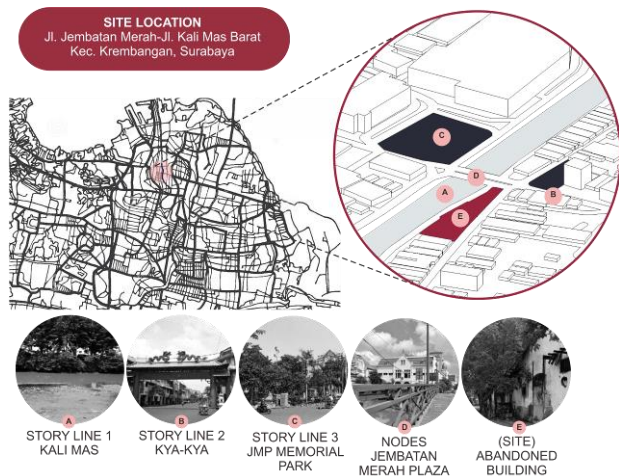 SITE LOCATION
Jl. Jembatan Merah-Jl. Kali Mas Barat
Kec. Krembangan, Surabaya
C
D
A
B
E
A
STORY LINE 1
KALI MAS
B
STORY LINE 2
KYA-KYA
C
STORY LINE 3
JMP MEMORIAL
PARK
D
NODES
JEMBATAN
MERAH PLAZA
E
(SITE)
ABANDONED
BUILDING